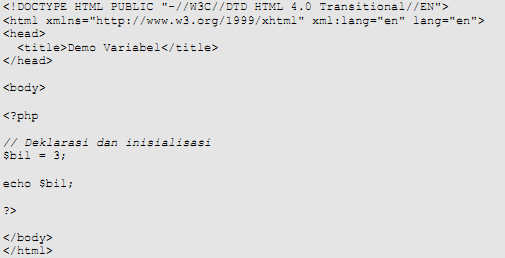 <!DOCTYPE HTML PUBLIC "-//W3C//DTD HTML 4.0 Transitional//EN">
<html xmlns="http://www.w3.org/1999/xhtml" xml:lang="en" lang="en">
<head>
<title>Demo Variabel</title>
</head>
<body>
<?php
// Deklarasi dan inisialisasi
$bil = 3;
echo $bil;
?>
</body>
</html>